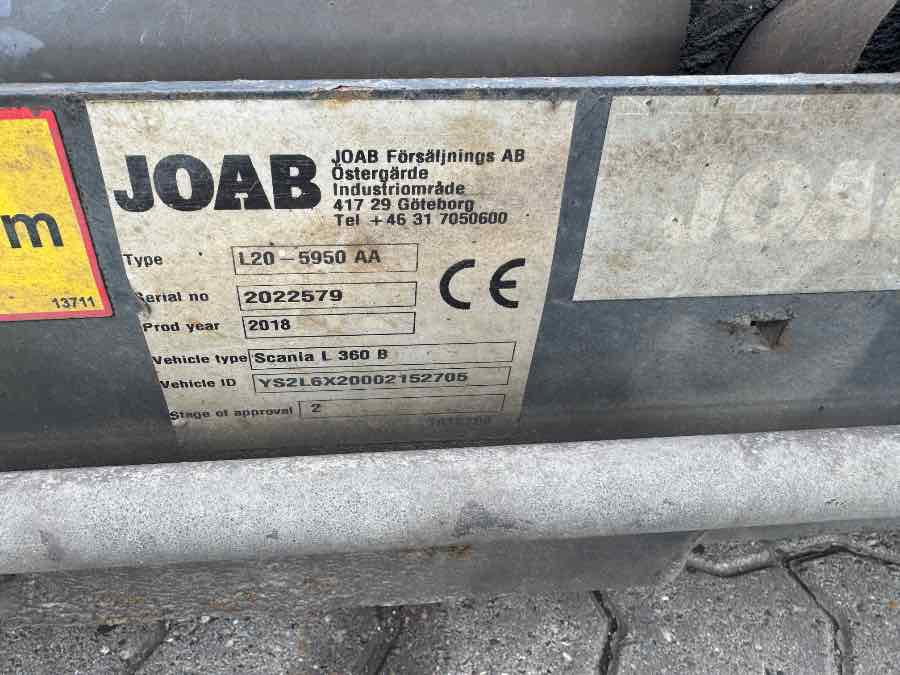 JOAB
JOAB Försäljnings AB
Östergärde
Industriområde
417 29 Göteborg
Tel +46 31 7050600
Type L20-5950 AA
Serial no 2022579
Prod year 2018
Vehicle type Scania L 360 B
Vehicle ID YS2L6X20002152705
Stage of approval 2
CE
m
13711